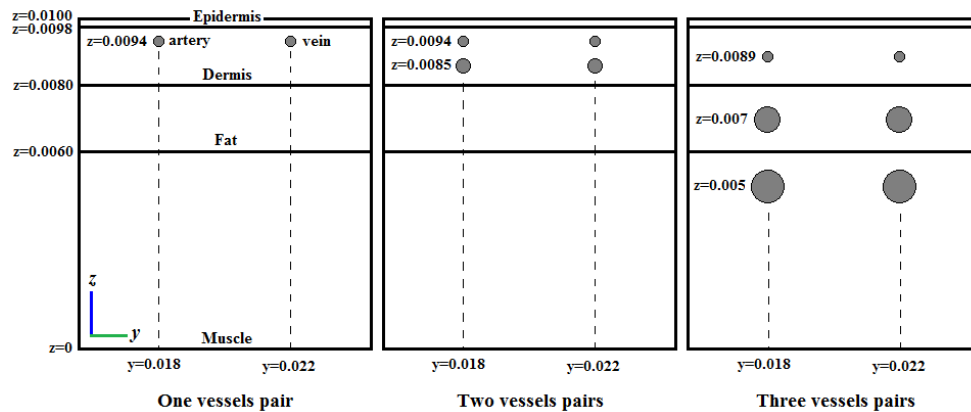 z=0.0100
Epidermis
z=0.0098
z=0.0094
artery
vein
Dermis
z=0.0080
Fat
z=0.0060
z
y
Muscle
z=0
y=0.018
y=0.022
One vessels pair
z=0.0094
z=0.0085
y=0.018
y=0.022
Two vessels pairs
z=0.0089
z=0.007
z=0.005
y=0.018
y=0.022
Three vessels pairs